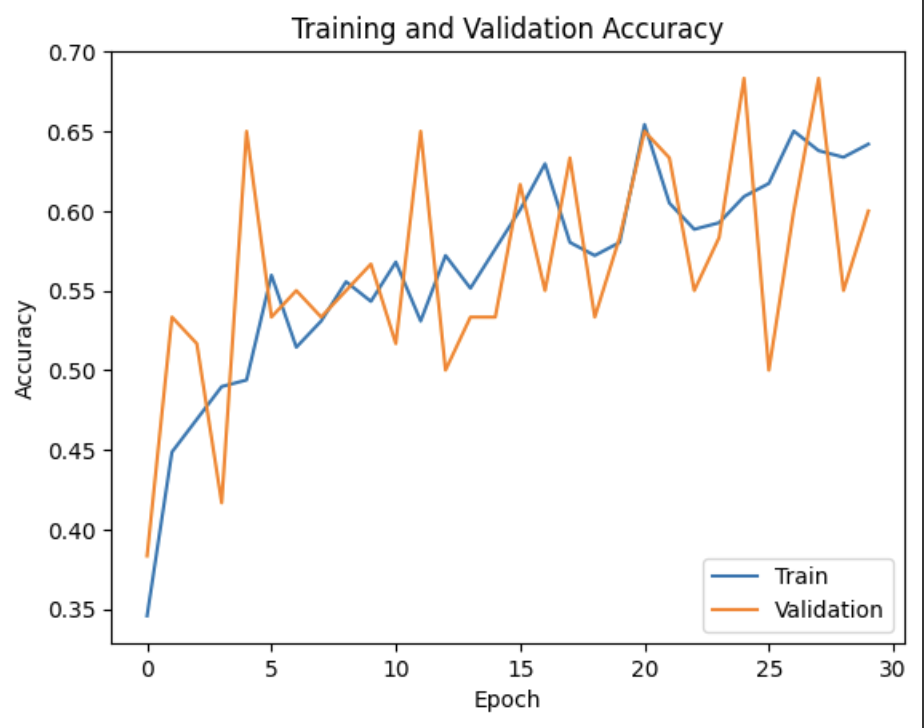 Training and Validation Accuracy
0.70
0.65
0.60
0.55
0.50
0.45
0.40
0.35
Accuracy
Train
Validation
0 5 10 15 20 25 30
Epoch